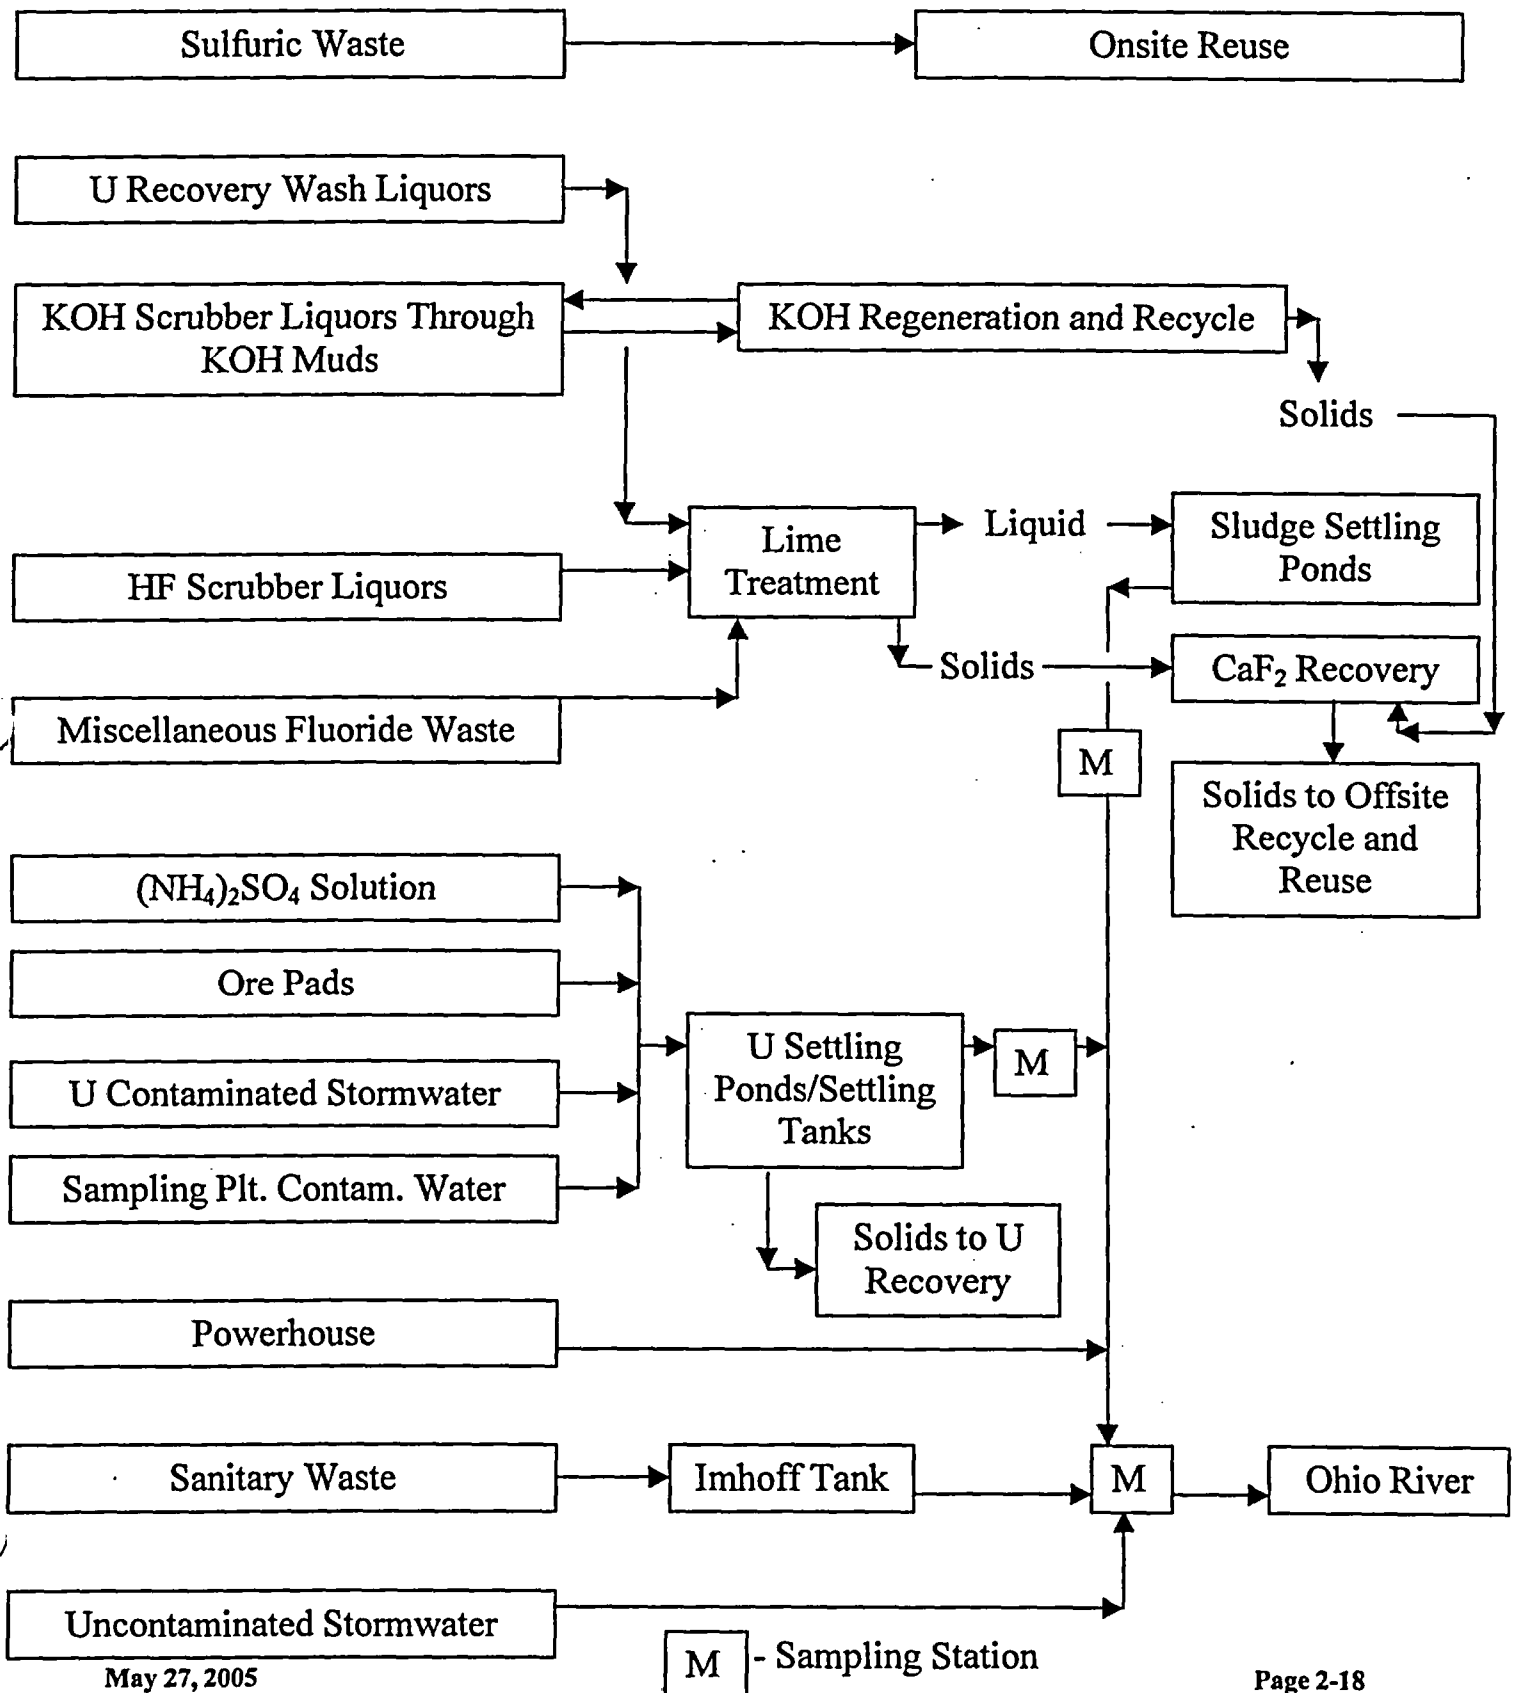 Sulfuric Waste
Onsite Reuse
U Recovery Wash Liquors
KOH Scrubber Liquors Through
KOH Muds
KOH Regeneration and Recycle
Solids
Lime
Treatment
Liquid
Sludge Settling
Ponds
HF Scrubber Liquors
Solids
CaF₂ Recovery
Miscellaneous Fluoride Waste
M
Solids to Offsite
Recycle and
Reuse
(NH₄)₂SO₄ Solution
Ore Pads
U Contaminated Stormwater
Sampling Plt. Contam. Water
U Settling
Ponds/Settling
Tanks
M
Solids to U
Recovery
Powerhouse
Sanitary Waste
Imhoff Tank
M
Ohio River
Uncontaminated Stormwater
M - Sampling Station
May 27, 2005
Page 2-18